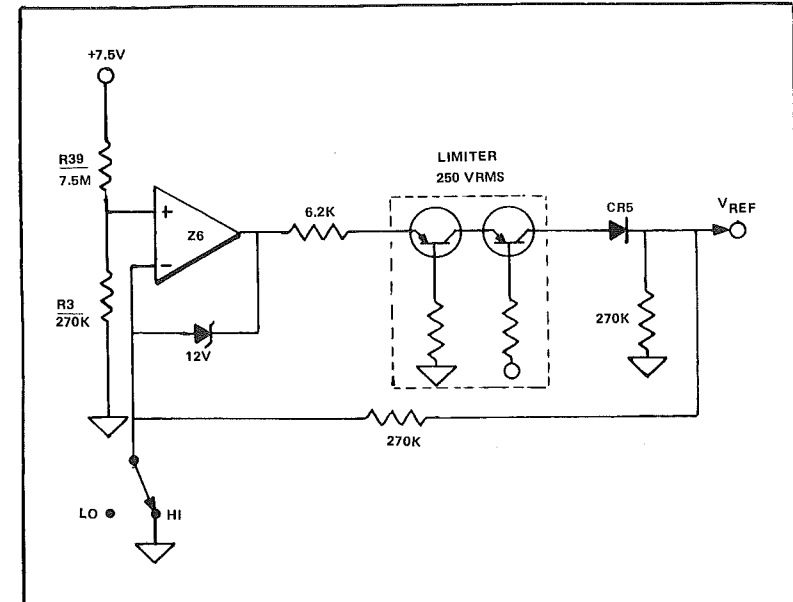 +7.5V
R39
7.5M
+
Z6
−
6.2K
LIMITER
250 VRMS
CR5
VREF
R3
270K
12V
270K
270K
LO
HI